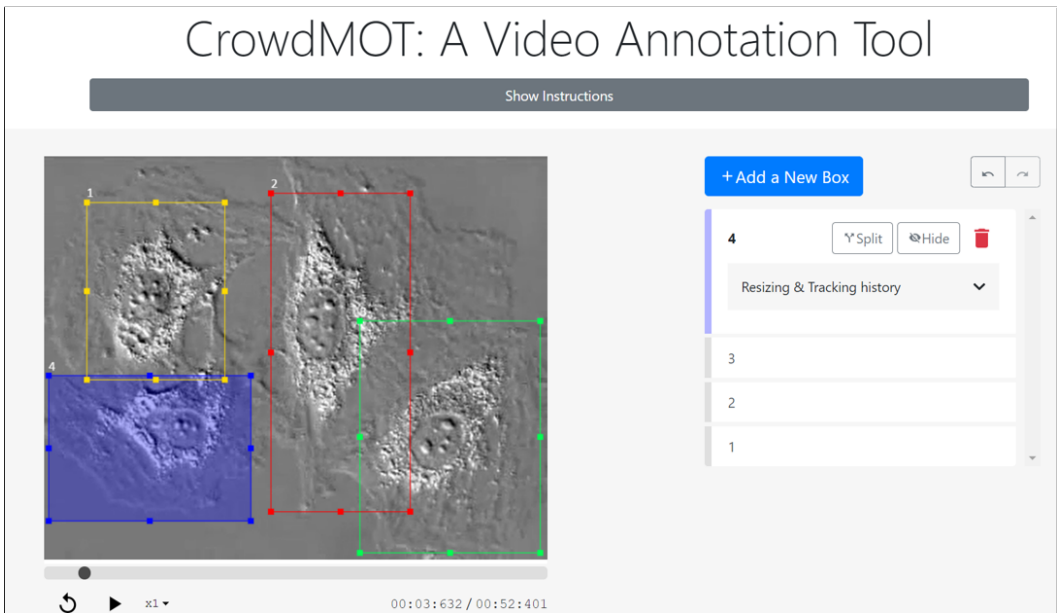 CrowdMOT: A Video Annotation Tool
Show Instructions
1
2
4
+Add a New Box
4
Split
Hide
Resizing & Tracking history
3
2
1
x1
00:03:632/00:52:401